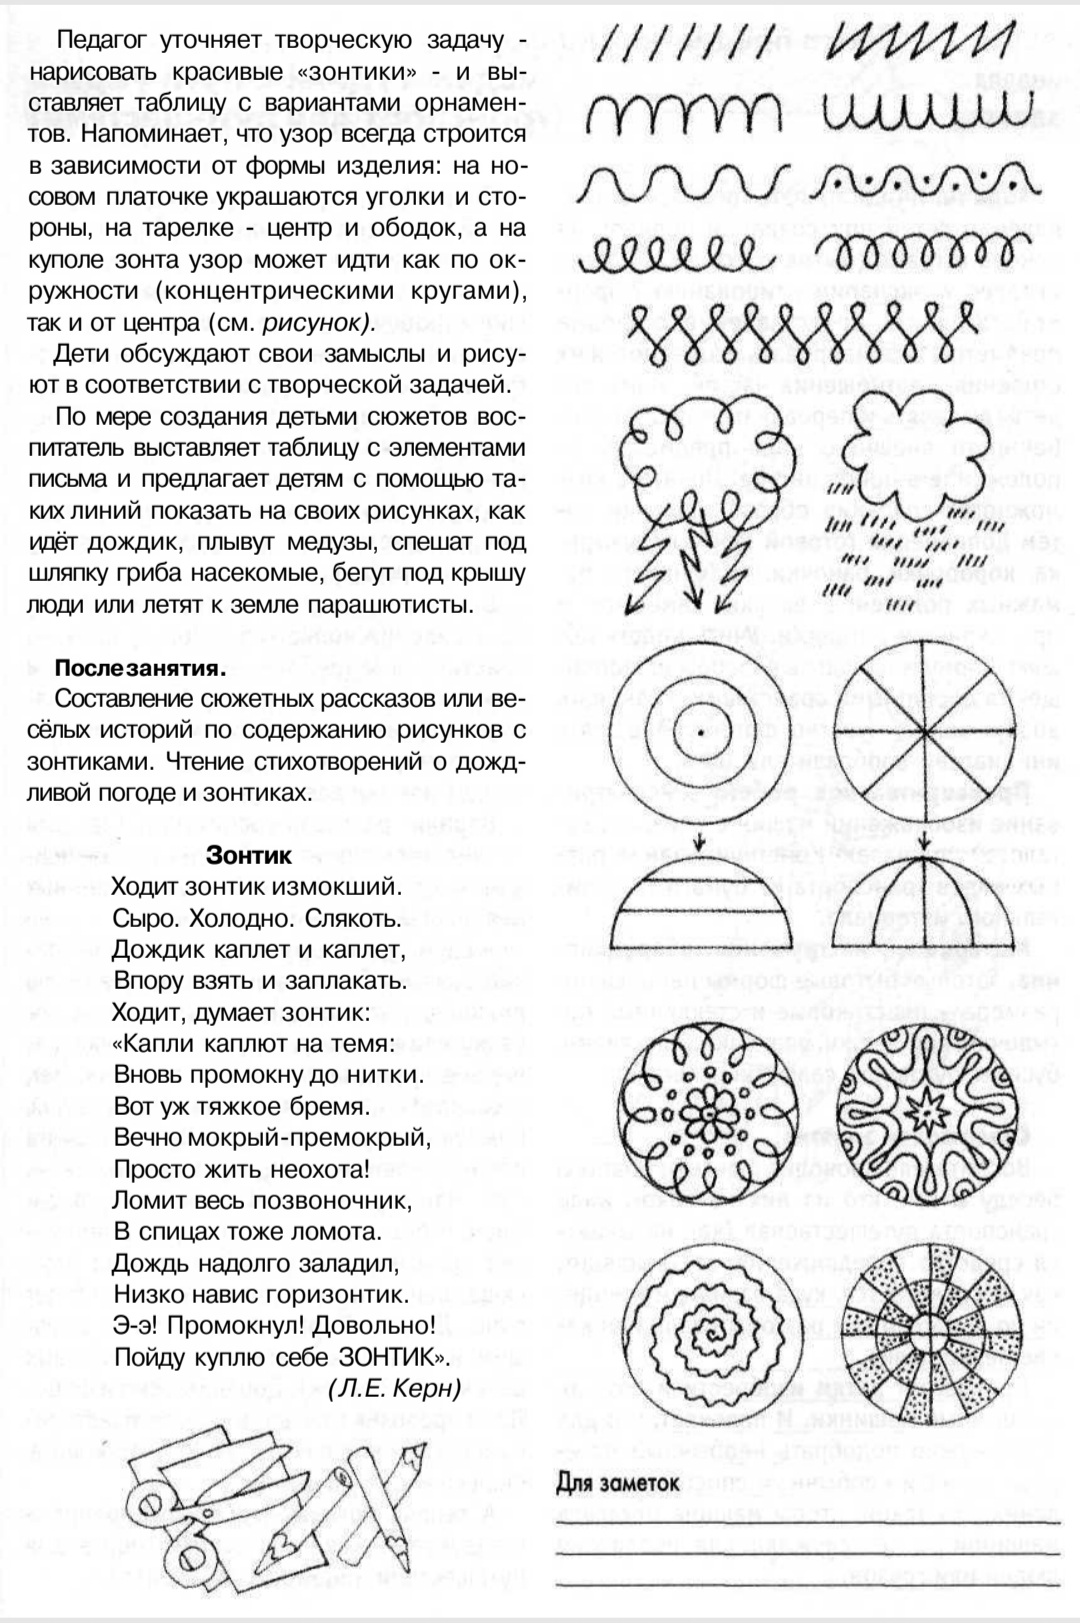 Педагог уточняет творческую задачу -
нарисовать красивые «зонтики» - и вы-
ставляет таблицу с вариантами орнамен-
тов. Напоминает, что узор всегда строится
в зависимости от формы изделия: на но-
совом платочке украшаются уголки и сто-
роны, на тарелке - центр и ободок, а на
куполе зонта узор может идти как по ок-
ружности (концентрическими кругами),
так и от центра (см. рисунок).
Дети обсуждают свои замыслы и рису-
ют в соответствии с творческой задачей.
По мере создания детьми сюжетов вос-
питатель выставляет таблицу с элементами
письма и предлагает детям с помощью та-
ких линий показать на своих рисунках, как
идёт дождик, плывут медузы, спешат под
шляпку гриба насекомые, бегут под крышу
люди или летят к земле парашютисты.
После занятия.
Составление сюжетных рассказов или ве-
сёлых историй по содержанию рисунков с
зонтиками. Чтение стихотворений о дожд-
ливой погоде и зонтиках.
Зонтик
Ходит зонтик измокший.
Сыро. Холодно. Слякоть.
Дождик каплет и каплет,
Впору взять и заплакать.
Ходит, думает зонтик:
«Капли каплют на темя:
Вновь промокну до нитки.
Вот уж тяжкое бремя.
Вечно мокрый-премокрый,
Просто жить неохота!
Ломит весь позвоночник,
В спицах тоже ломота.
Дождь надолго заладил,
Низко навис горизонтик.
Э-э! Промокнул! Довольно!
Пойду куплю себе ЗОНТИК».
(Л.Е. Керн)
Для заметок